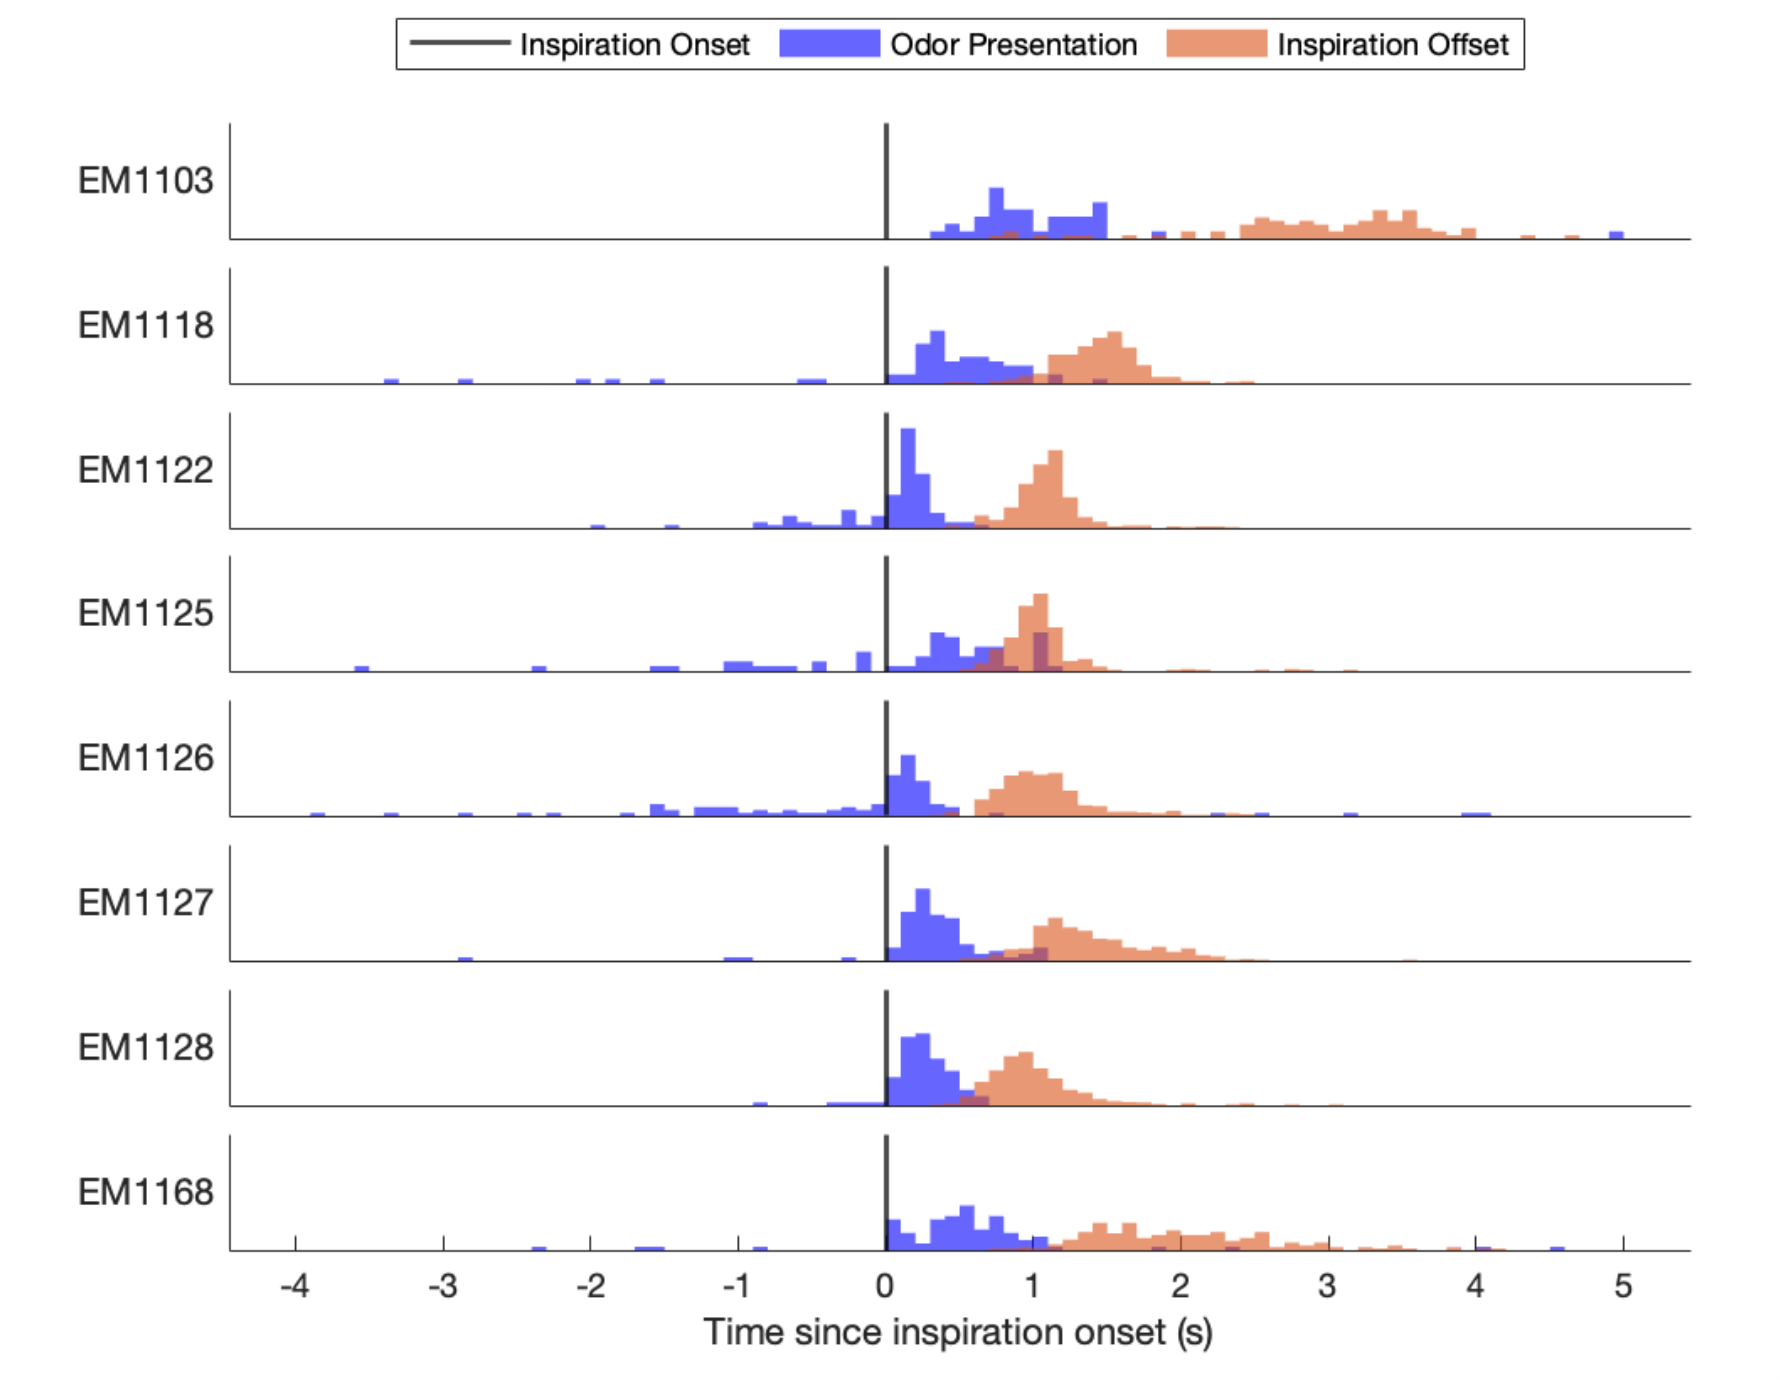 Inspiration Onset Odor Presentation Inspiration Offset
EM1103
EM1118
EM1122
EM1125
EM1126
EM1127
EM1128
EM1168
-4 -3 -2 -1 0 1 2 3 4 5
Time since inspiration onset (s)